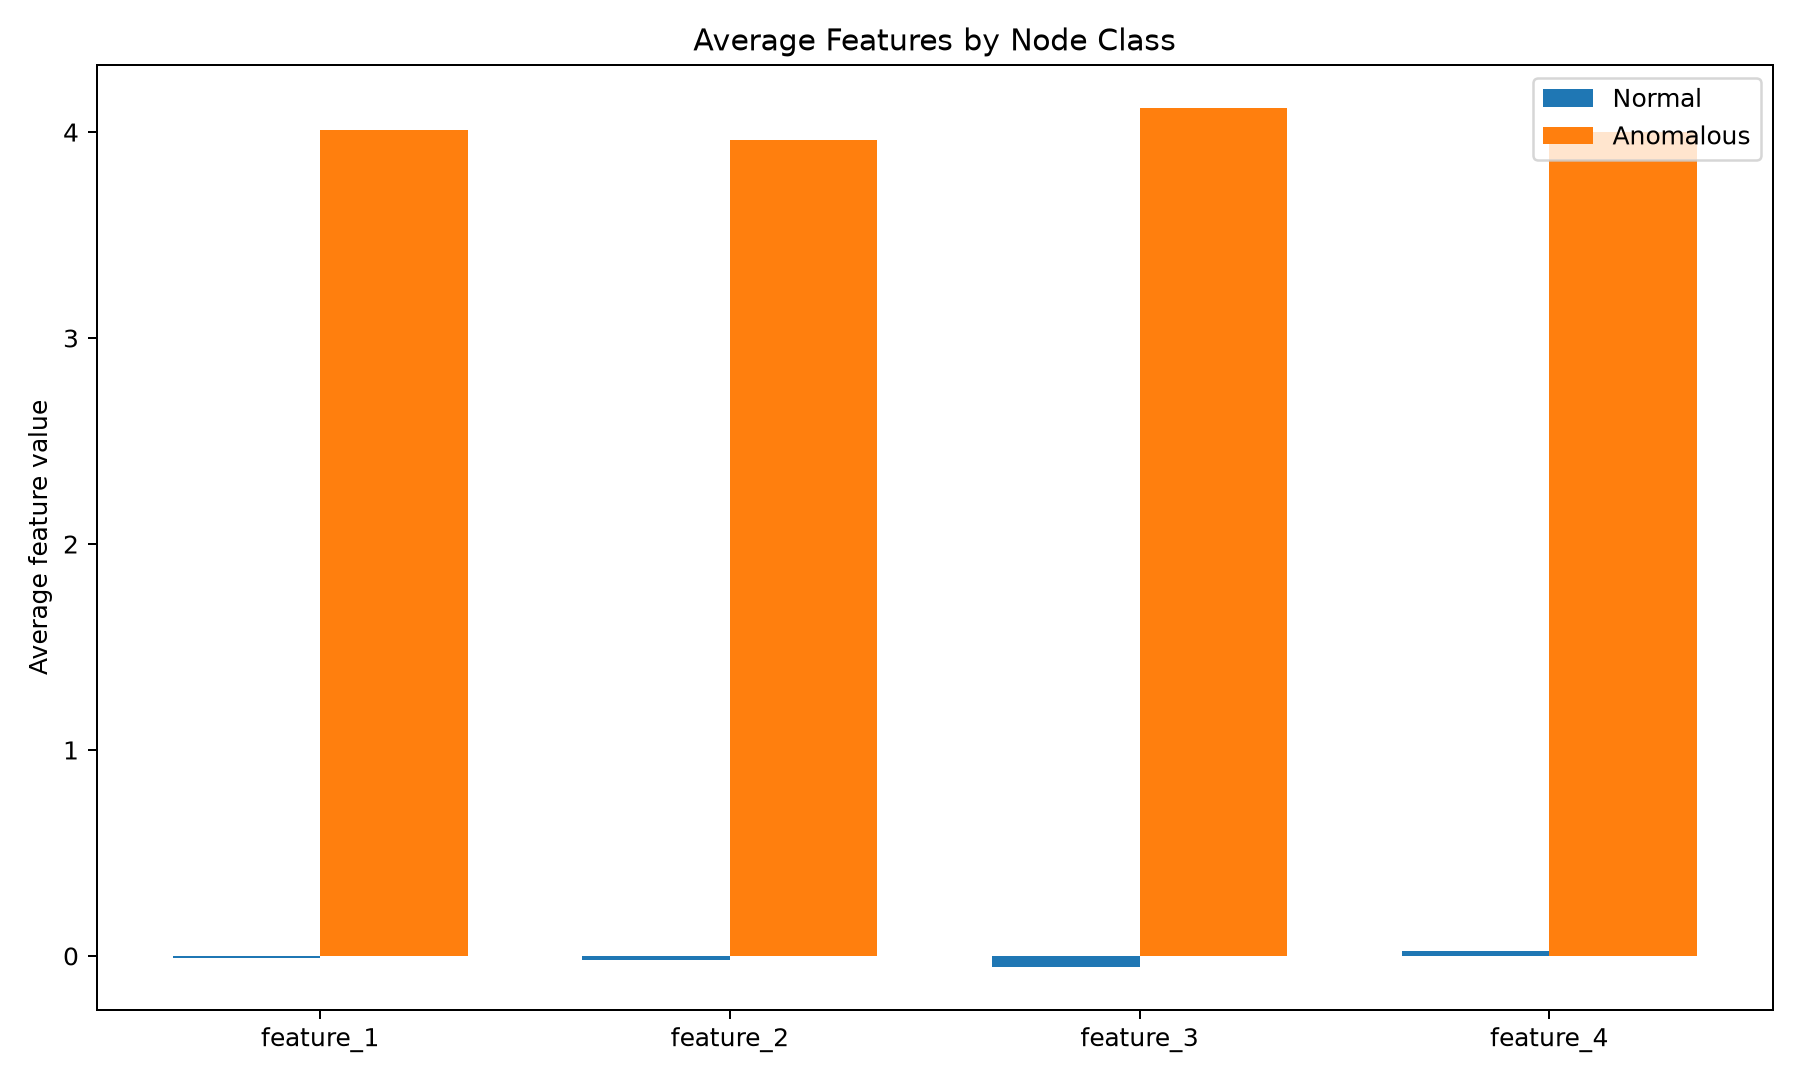 Average Features by Node Class
Normal
Anomalous
Average feature value
4
3
2
1
0
feature_1
feature_2
feature_3
feature_4